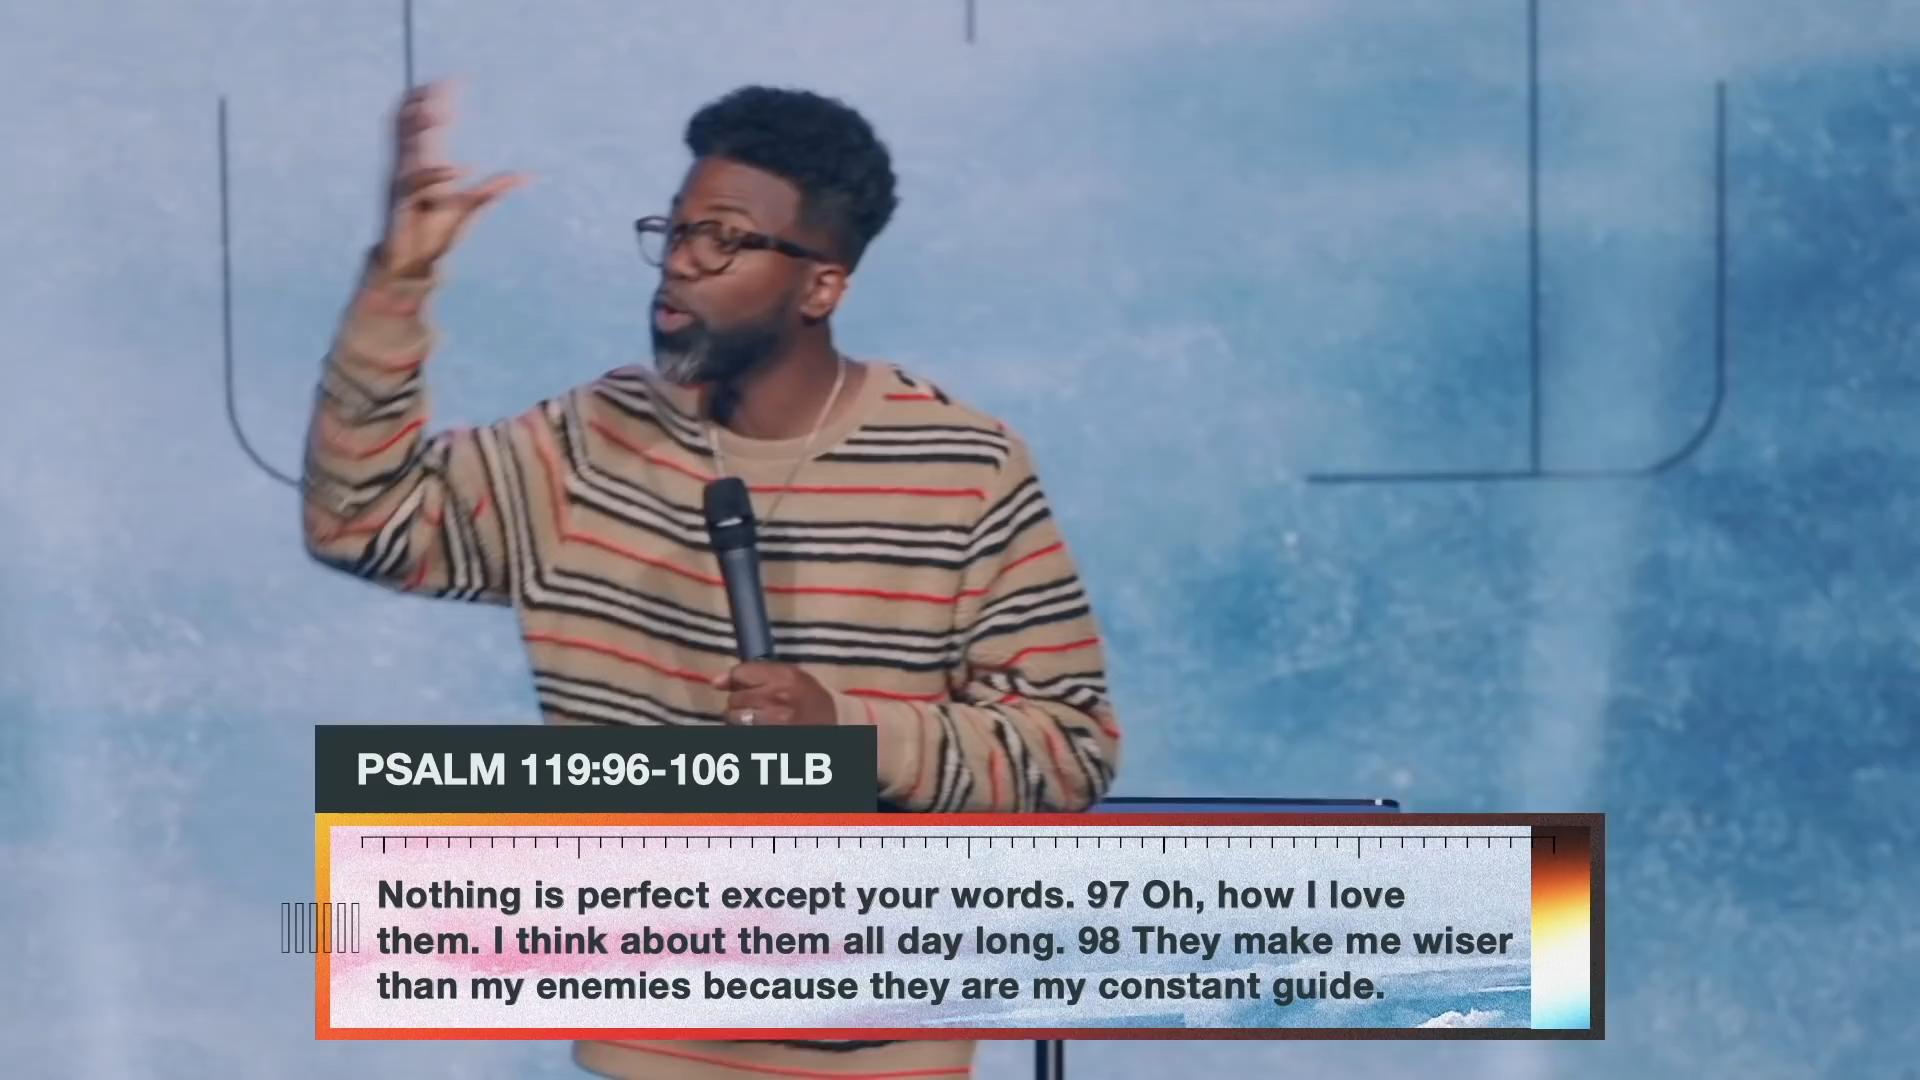 PSALM 119:96-106 TLB
Nothing is perfect except your words. 97 Oh, how I love
them. I think about them all day long. 98 They make me wiser
than my enemies because they are my constant guide.